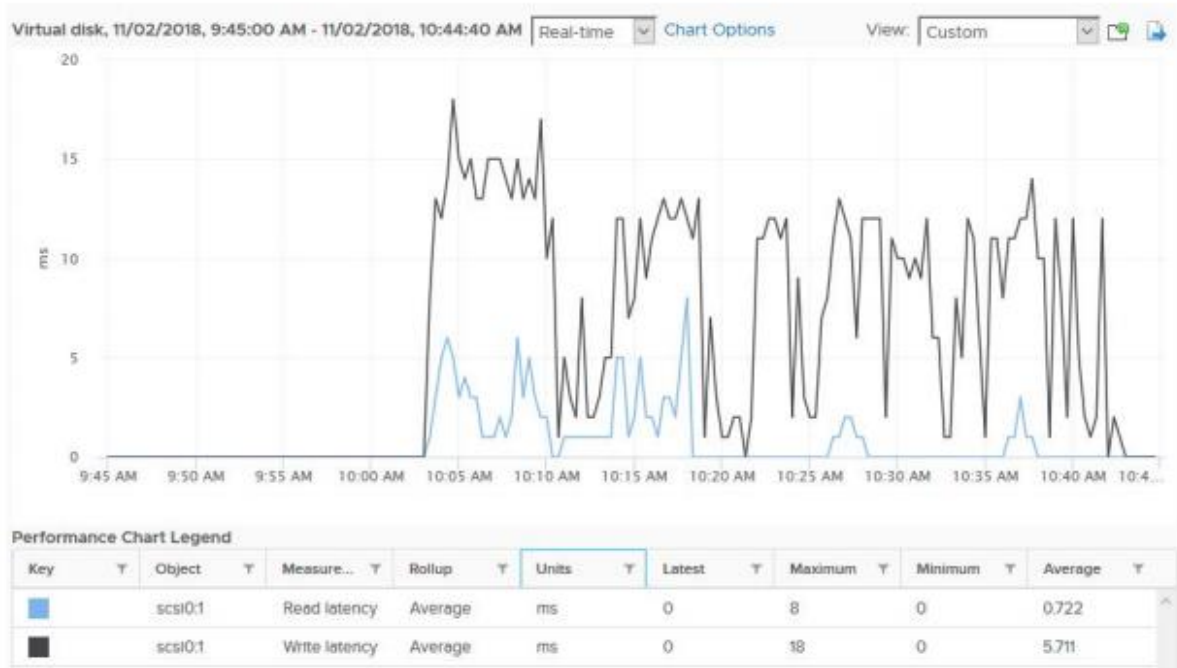 Virtual disk, 11/02/2018, 9:45:00 AM - 11/02/2018, 10:44:40 AM Real-time Chart Options View: Custom
20
15
ms
10
5
0
9:45 AM 9:50 AM 9:55 AM 10:00 AM 10:05 AM 10:10 AM 10:15 AM 10:20 AM 10:25 AM 10:30 AM 10:35 AM 10:40 AM 10:4...
Performance Chart Legend
Key Object Measure... Rollup Units Latest Maximum Minimum Average
scsi0:1 Read latency Average ms 0 8 0 0.722
scsi0:1 Write latency Average ms 0 18 0 5.711